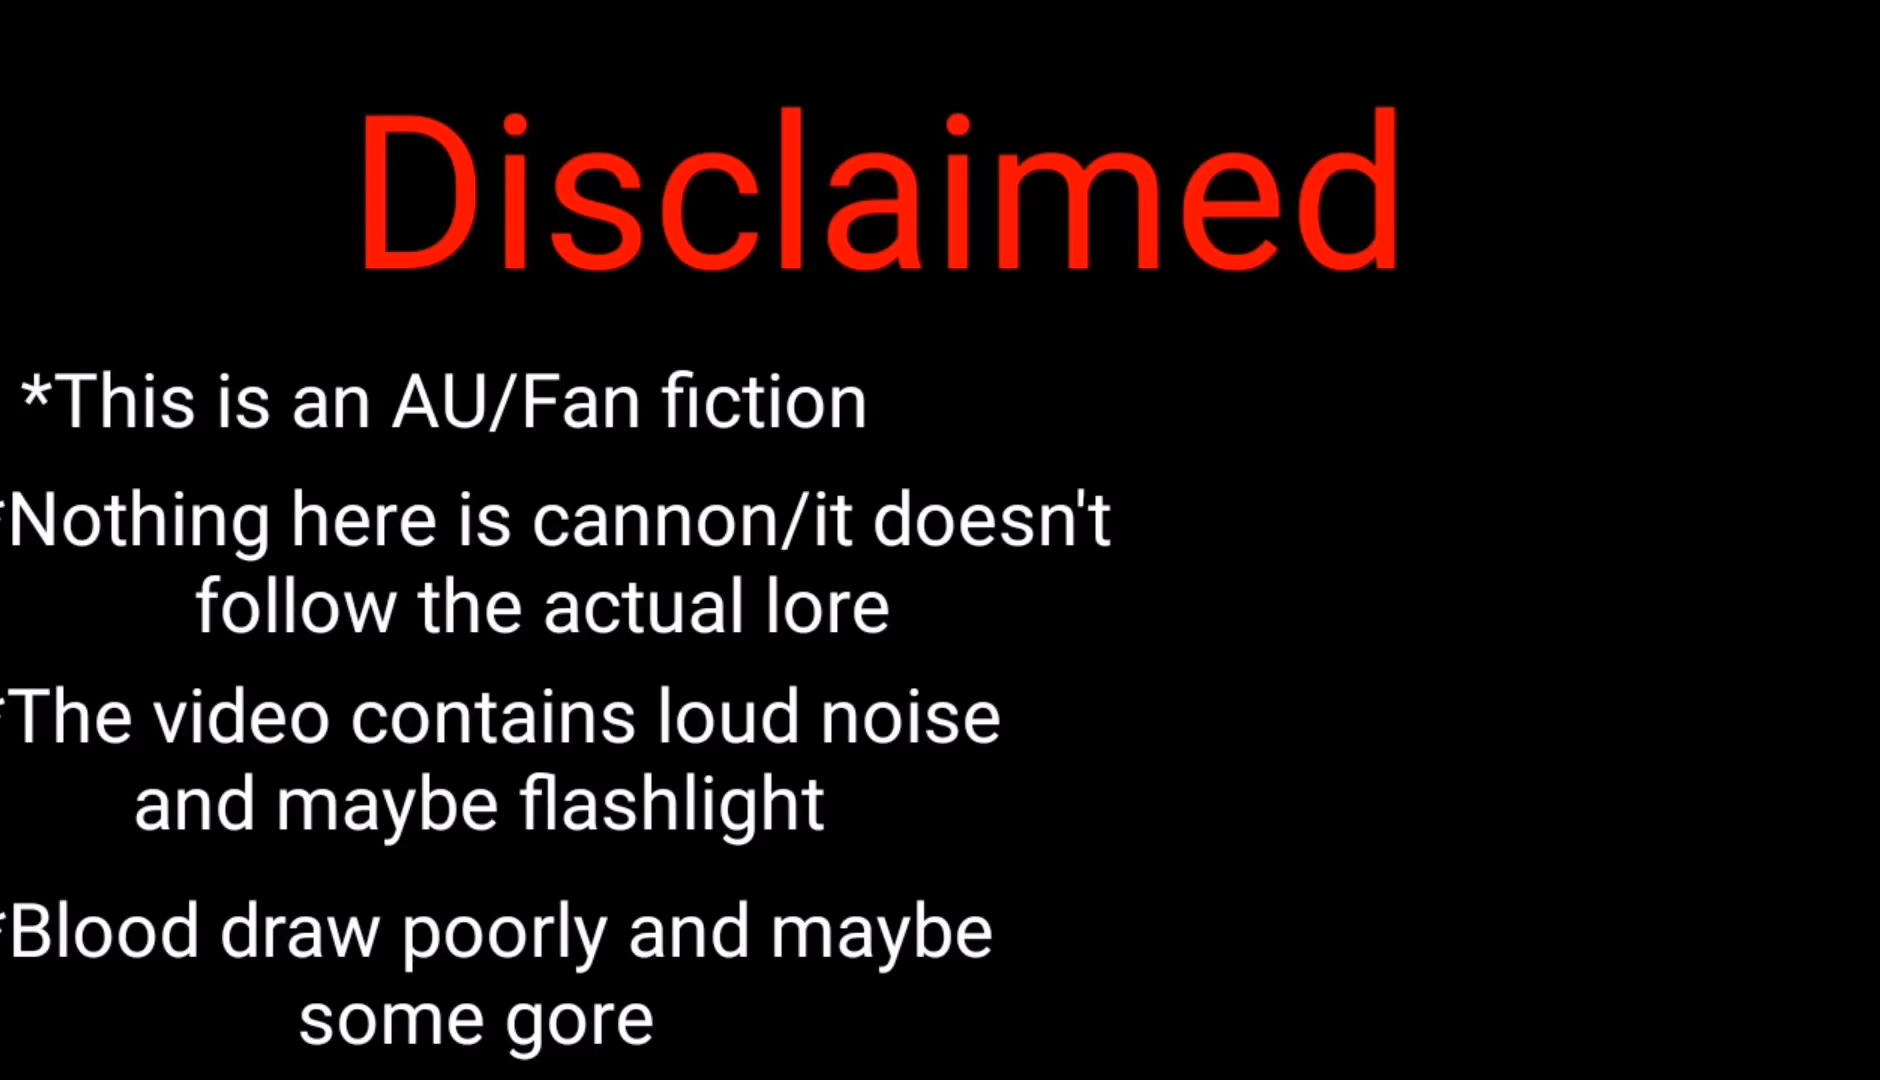 Disclaimed
*This is an AU/Fan fiction
*Nothing here is cannon/it doesn't
follow the actual lore
*The video contains loud noise
and maybe flashlight
*Blood draw poorly and maybe
some gore